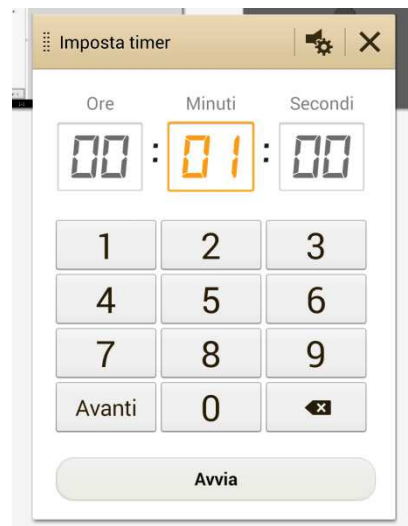 Imposta timer
Ore Minuti Secondi
00 : 01 : 00
1 2 3
4 5 6
7 8 9
Avanti 0
Avvia